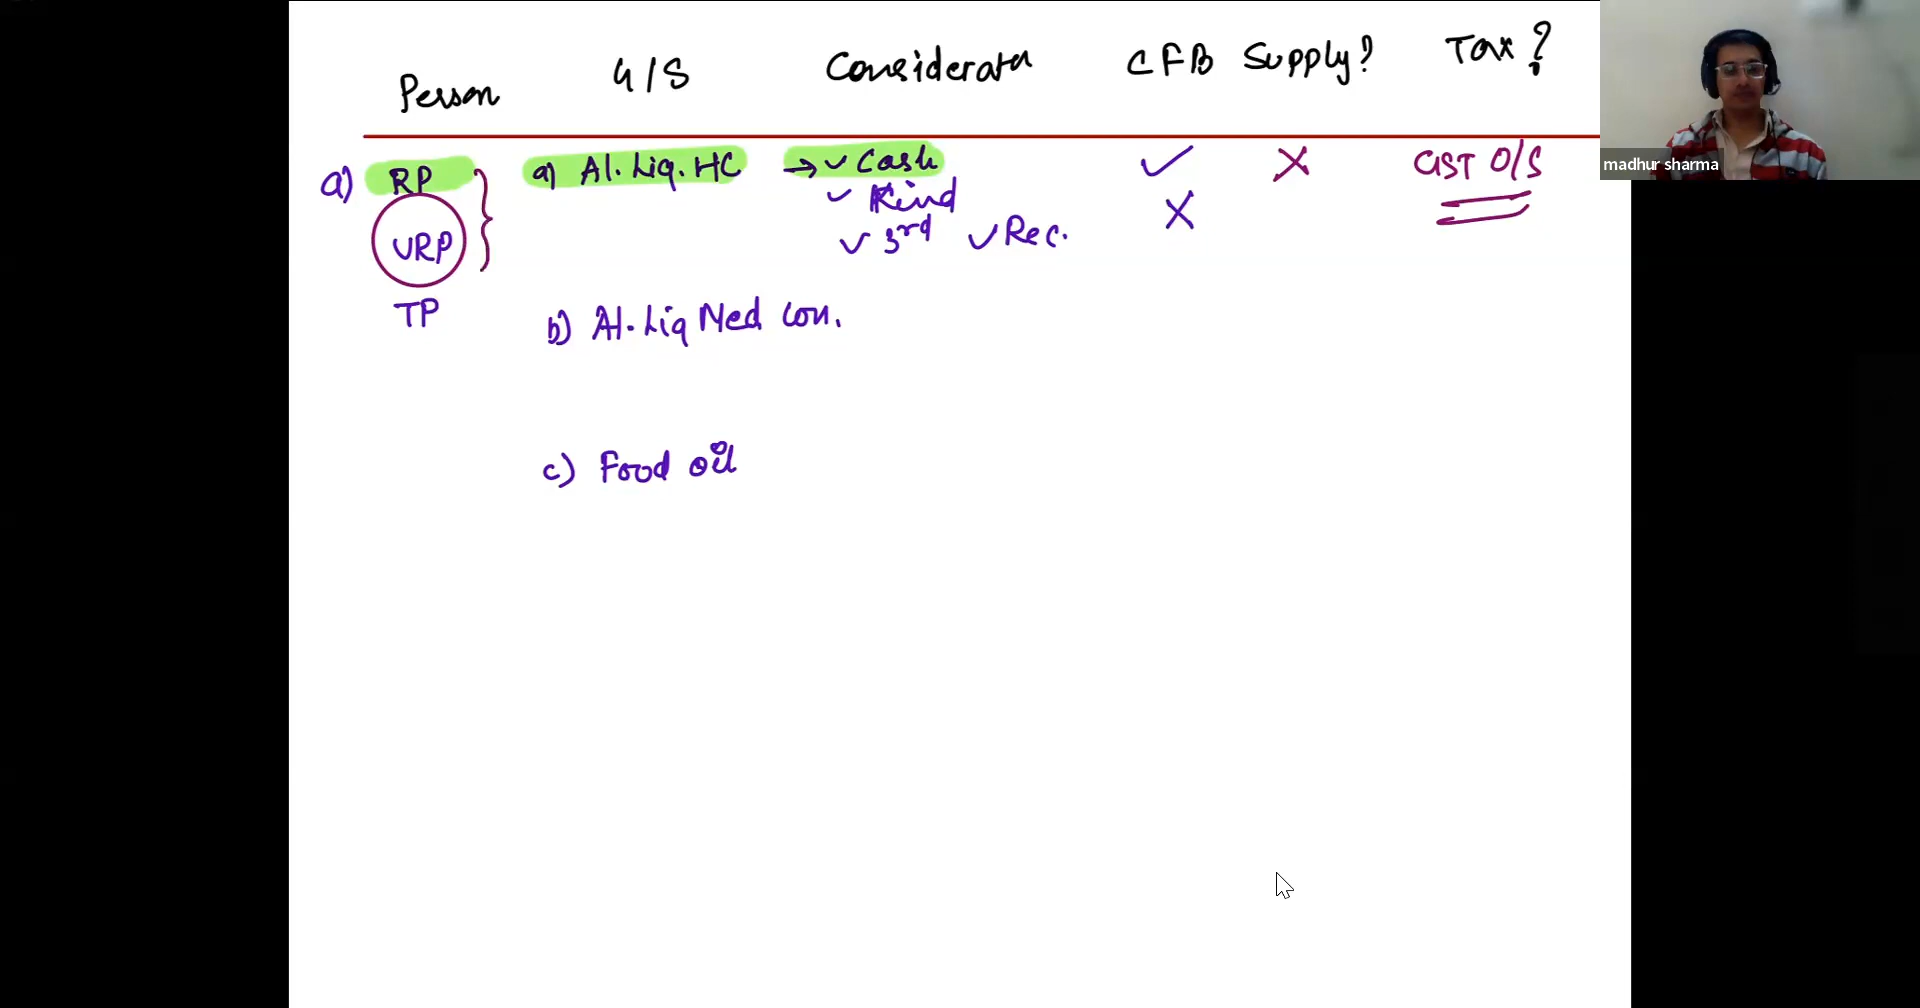 Person G/S Consideratn CFB Supply? Tax?
a) RP a) Al. Liq. HC → ✓ Cash ✓ X GST O/S
✓ Kind X
URP ✓ 3rd ✓ Rec.
TP
b) Al. Liq Med Con.
c) Food oil
madhur sharma